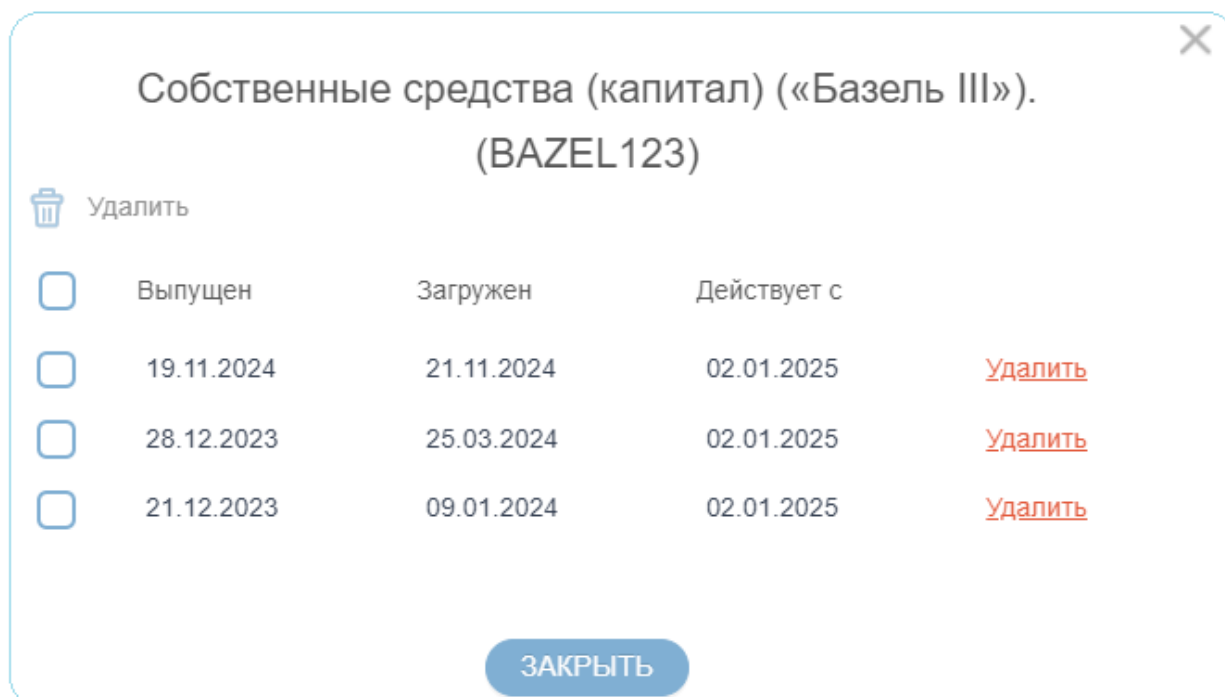 Собственные средства (капитал) («Базель III»).
(BAZEL123)
Удалить
Выпущен Загружен Действует с
19.11.2024 21.11.2024 02.01.2025 Удалить
28.12.2023 25.03.2024 02.01.2025 Удалить
21.12.2023 09.01.2024 02.01.2025 Удалить
ЗАКРЫТЬ